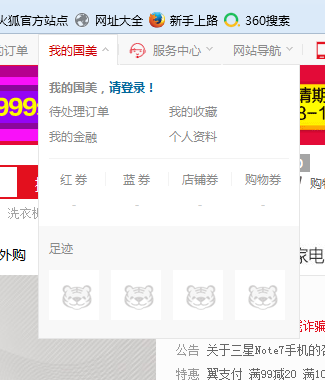 火狐官方站点 网址大全 新手上路 360搜索
的订单 我的国美 服务中心 网站导航
我的国美，请登录！
待处理订单 我的收藏
我的金融 个人资料
999
购物
洗衣机
红 券 蓝 券 店铺券 购物券
- - - -
外购
家电
足迹
诈骗
公告 关于三星Note7手机的
特惠 翼支付 满99减20 满10